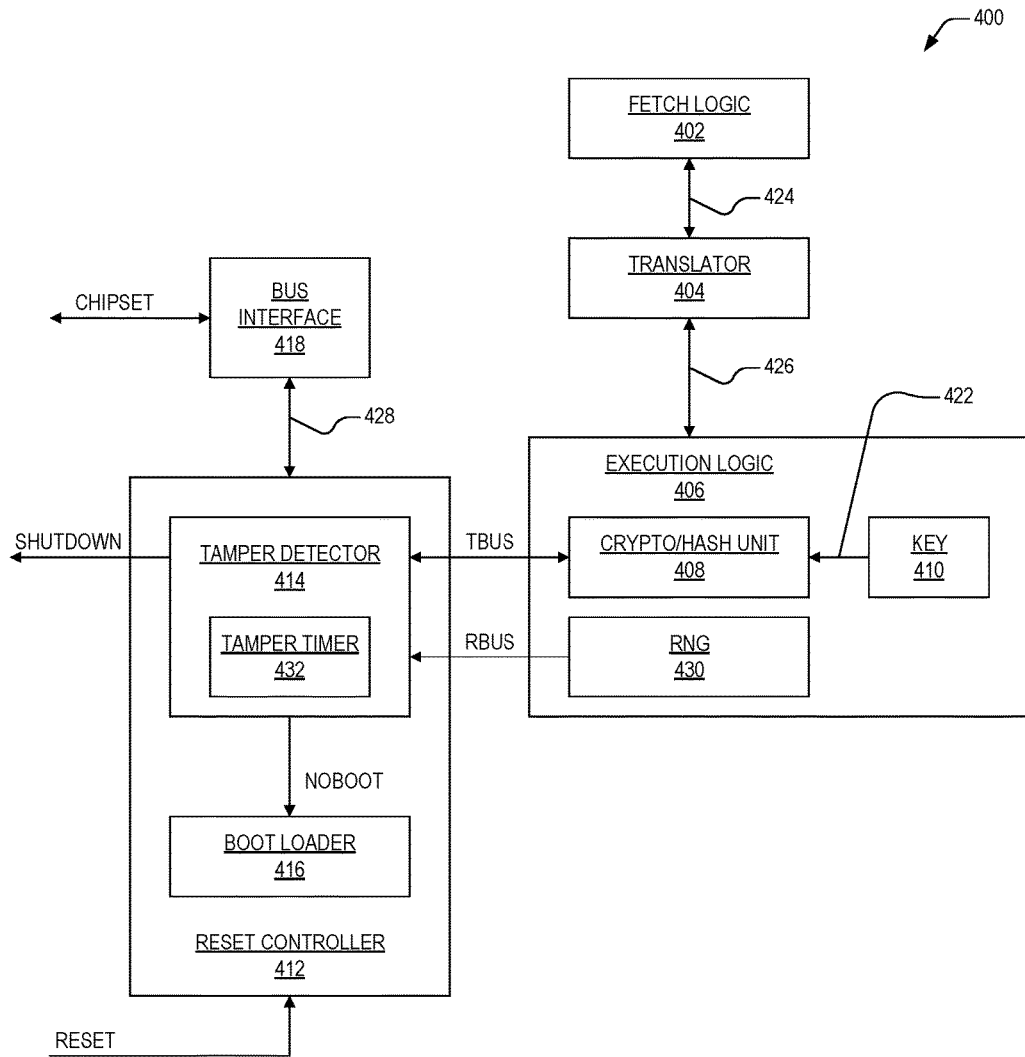 400
FETCH LOGIC
402
424
TRANSLATOR
404
BUS
INTERFACE
418
CHIPSET
426
422
428
EXECUTION LOGIC
406
SHUTDOWN
TAMPER DETECTOR
414
TBUS
CRYPTO/HASH UNIT
408
KEY
410
TAMPER TIMER
432
RBUS
RNG
430
NOBOOT
BOOT LOADER
416
RESET CONTROLLER
412
RESET